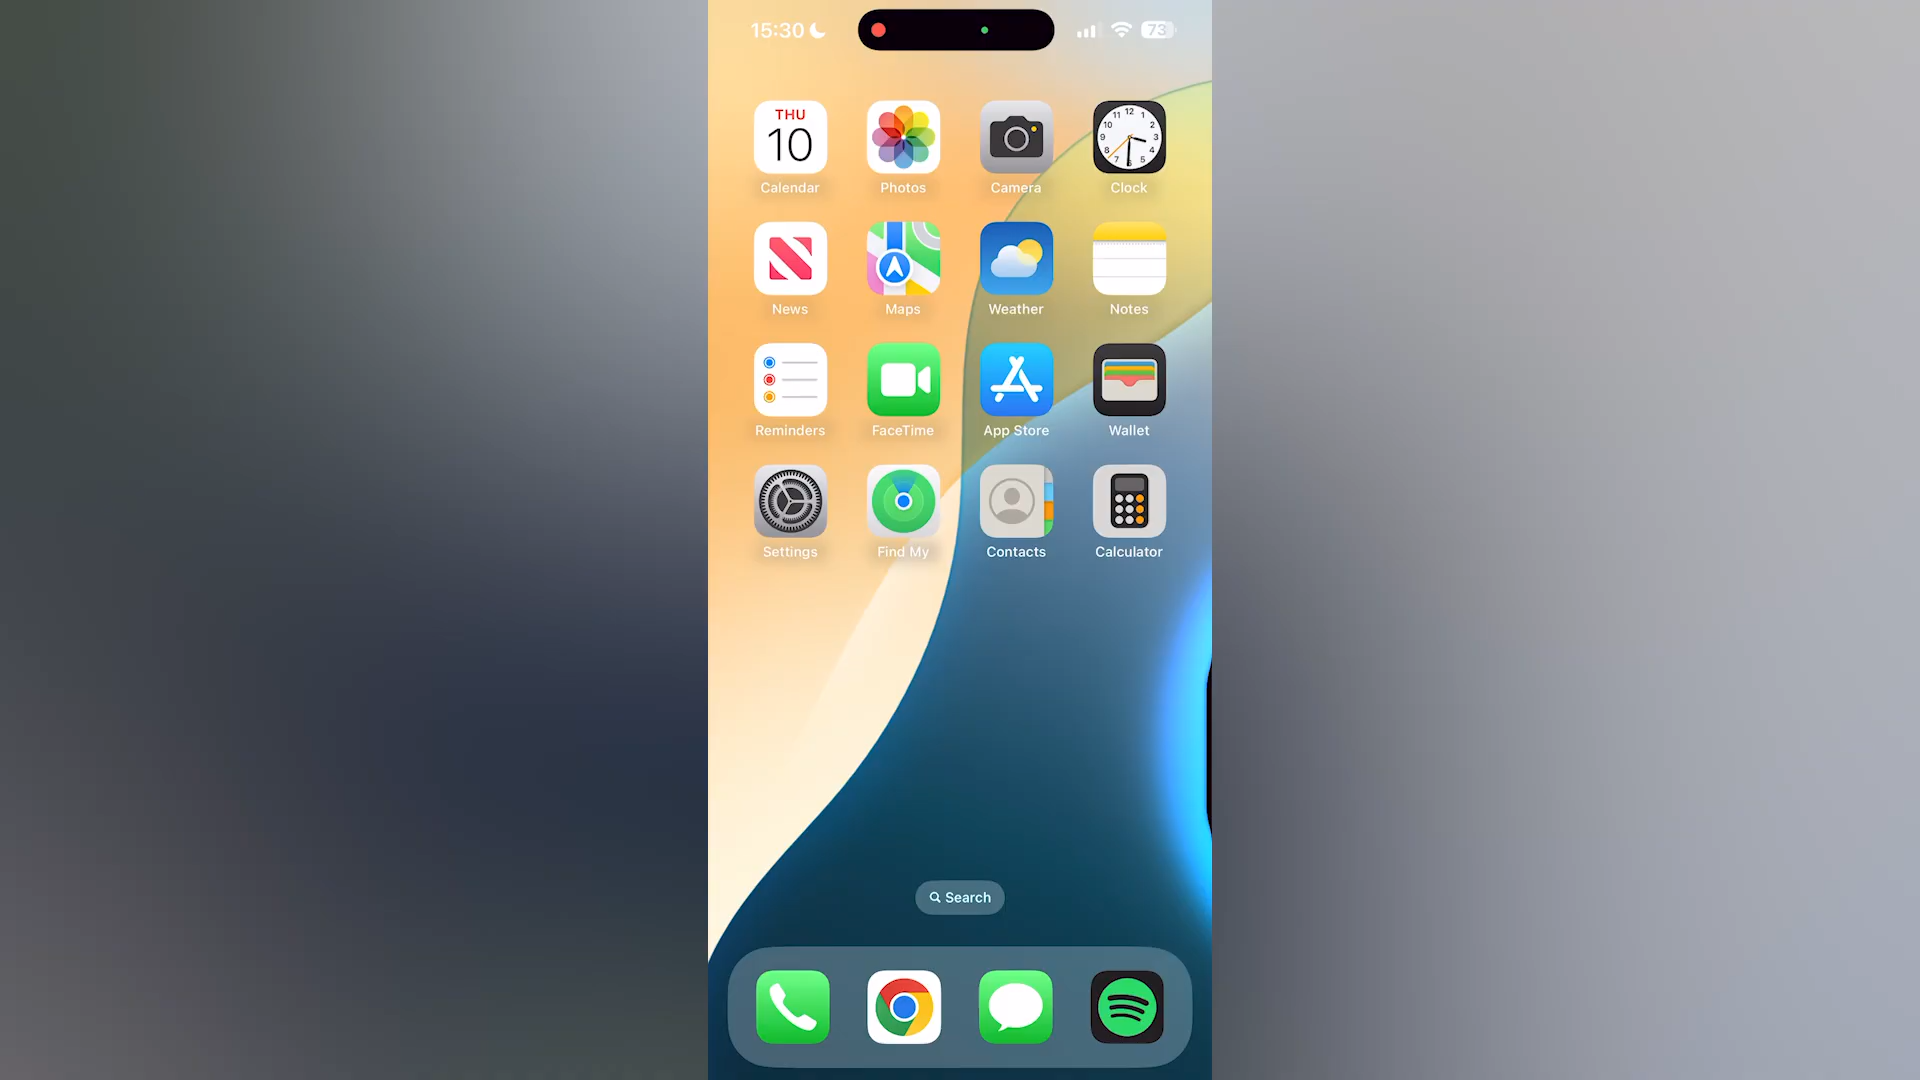 15:30
73
THU
10
Calendar
Photos
Camera
Clock
News
Maps
Weather
Notes
Reminders
FaceTime
App Store
Wallet
Settings
Find My
Contacts
Calculator
Search